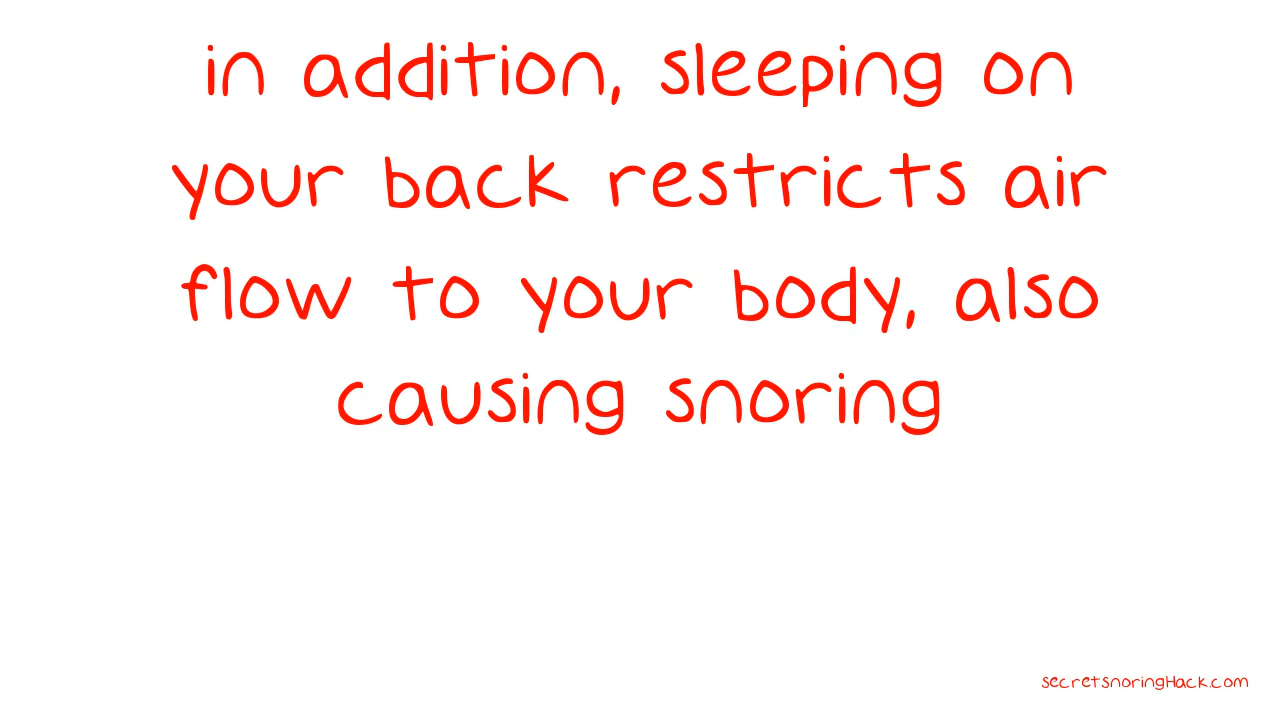 in addition, sleeping on
your back restricts air
flow to your body, also
causing snoring
secretsnoringHack.com